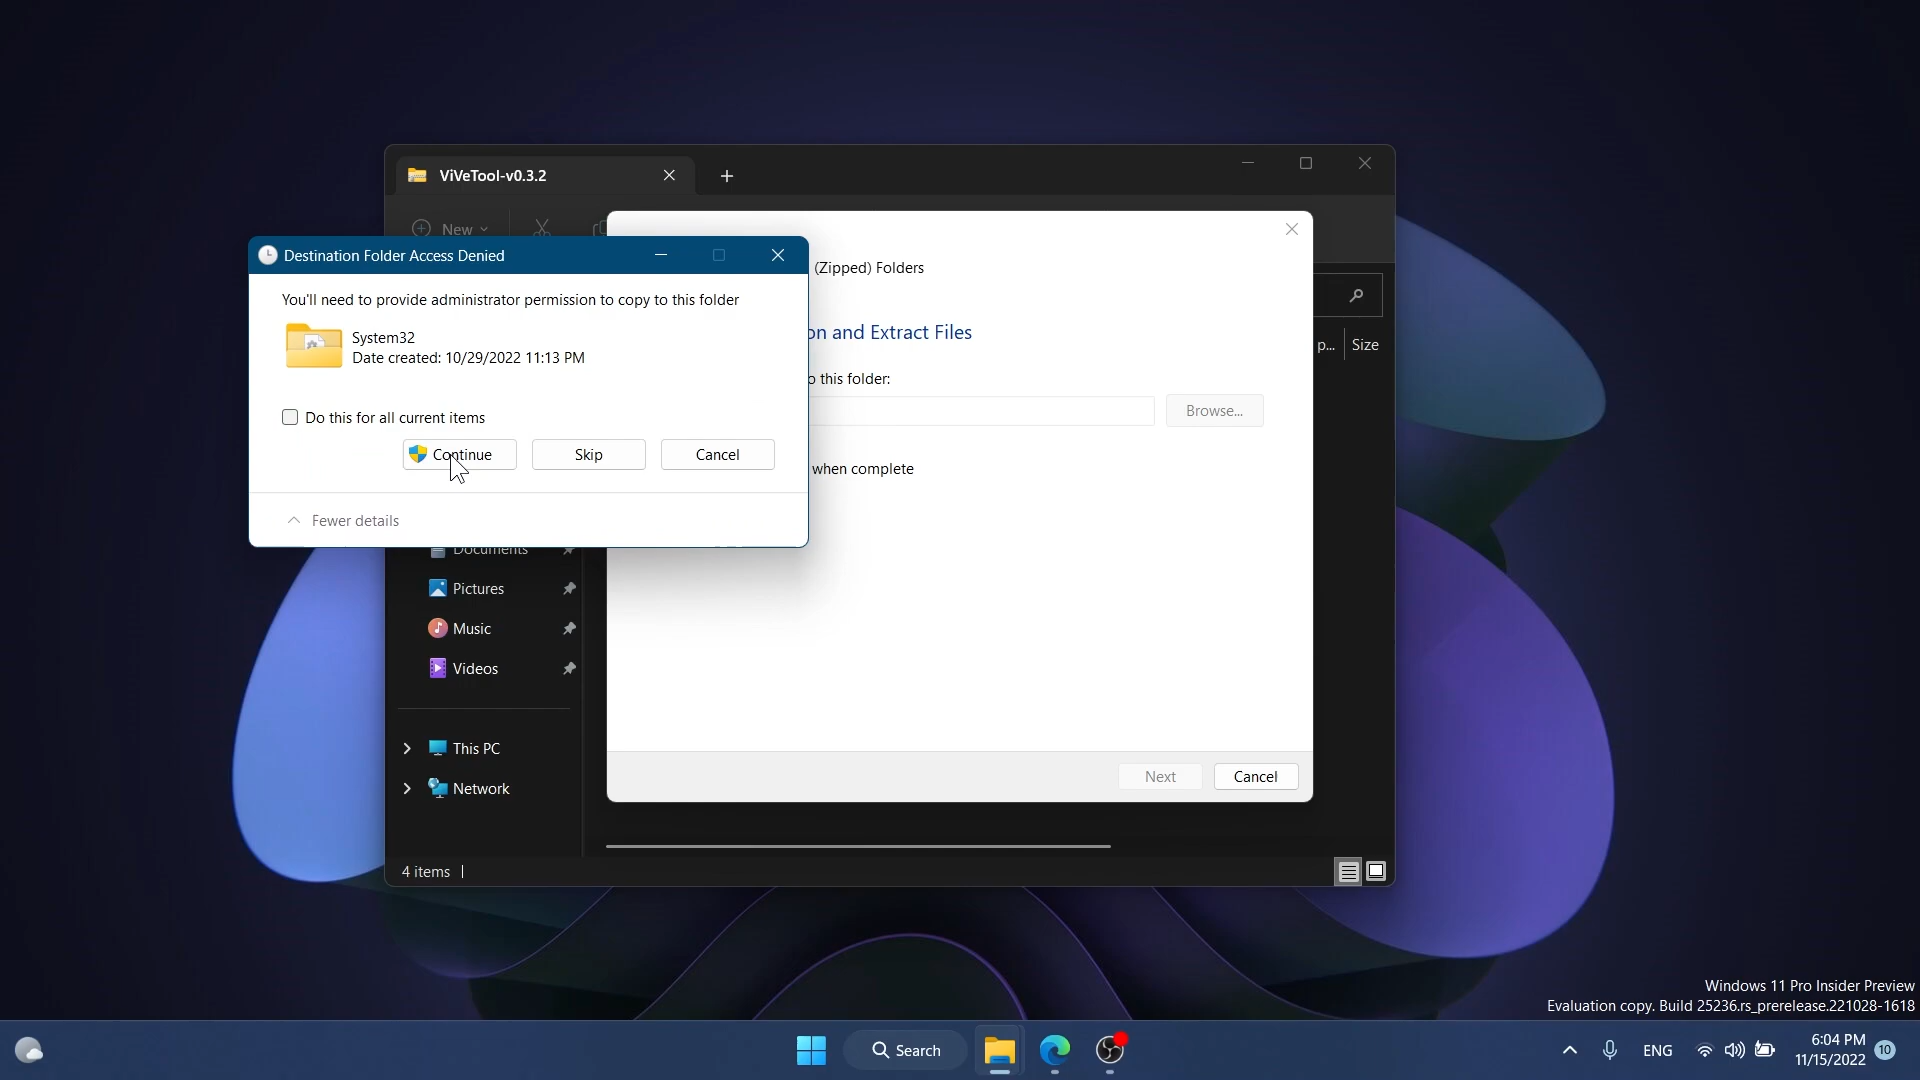 ViVeTool-v0.3.2
New
Destination Folder Access Denied
You'll need to provide administrator permission to copy to this folder
System32
Date created: 10/29/2022 11:13 PM
Do this for all current items
Continue
Skip
Cancel
Fewer details
(Zipped) Folders
on and Extract Files
o this folder:
Browse...
when complete
p...
Size
Documents
Pictures
Music
Videos
This PC
Network
Next
Cancel
4 items
Windows 11 Pro Insider Preview
Evaluation copy. Build 25236.rs_prerelease.221028-1618
Search
ENG
6:04 PM
11/15/2022
10